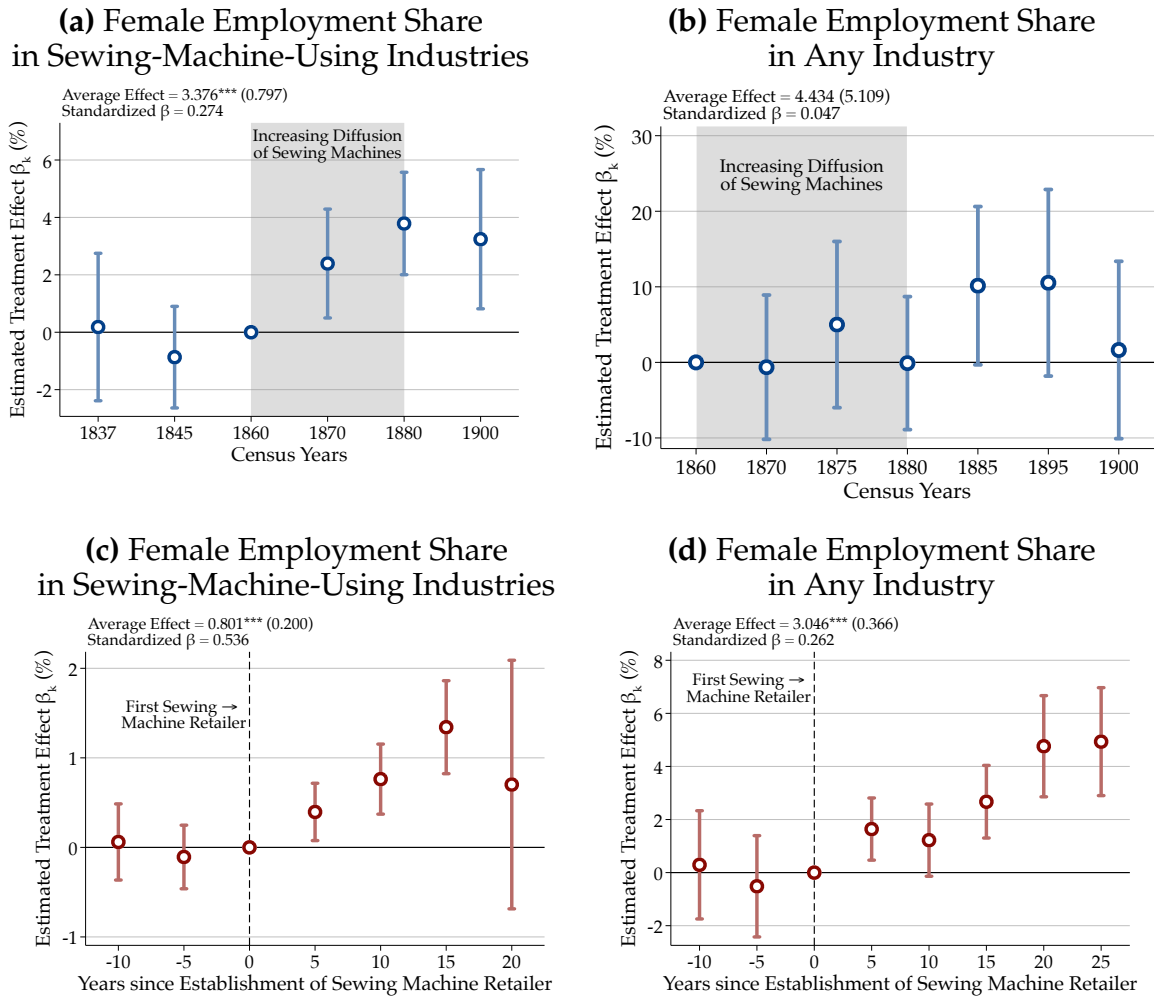 (a) Female Employment Share
in Sewing-Machine-Using Industries
Average Effect = 3.376*** (0.797)
Standardized β = 0.274
Estimated Treatment Effect βk (%)
Increasing Diffusion
of Sewing Machines
6
4
2
0
-2
1837 1845 1860 1870 1880 1900
Census Years
(b) Female Employment Share
in Any Industry
Average Effect = 4.434 (5.109)
Standardized β = 0.047
Estimated Treatment Effect βk (%)
Increasing Diffusion
of Sewing Machines
30
20
10
0
-10
1860 1870 1875 1880 1885 1895 1900
Census Years
(c) Female Employment Share
in Sewing-Machine-Using Industries
Average Effect = 0.801*** (0.200)
Standardized β = 0.536
Estimated Treatment Effect βk (%)
First Sewing →
Machine Retailer
2
1
0
-1
-10 -5 0 5 10 15 20
Years since Establishment of Sewing Machine Retailer
(d) Female Employment Share
in Any Industry
Average Effect = 3.046*** (0.366)
Standardized β = 0.262
Estimated Treatment Effect βk (%)
First Sewing →
Machine Retailer
8
6
4
2
0
-2
-10 -5 0 5 10 15 20 25
Years since Establishment of Sewing Machine Retailer